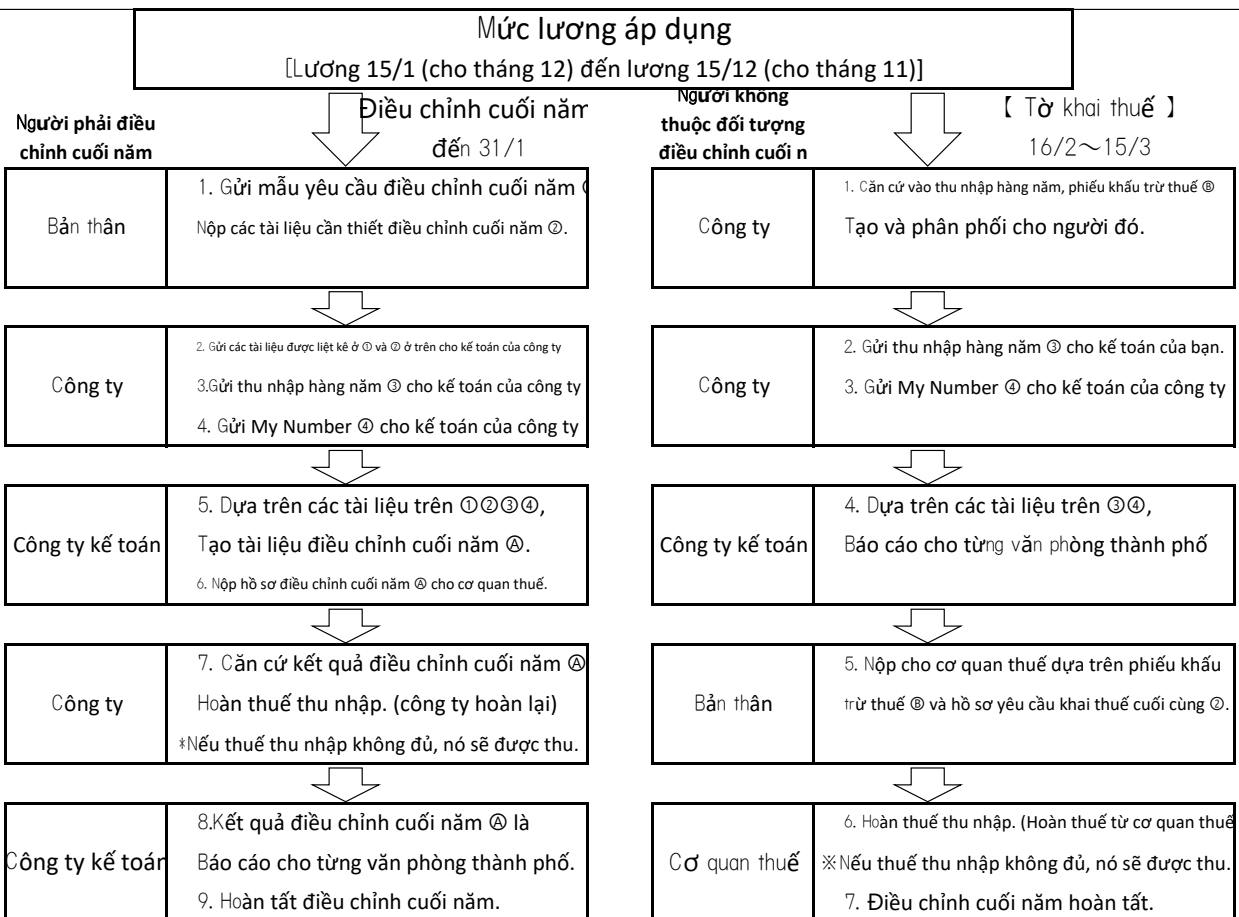 Mức lương áp dụng
[Lương 15/1 (cho tháng 12) đến lương 15/12 (cho tháng 11)]
Người phải điều
chỉnh cuối năm
Điều chỉnh cuối năm
đến 31/1
Bản thân
1. Gửi mẫu yêu cầu điều chỉnh cuối năm
Nộp các tài liệu cần thiết điều chỉnh cuối năm ②.
Công ty
2. Gửi các tài liệu được liệt kê ở ① và ② ở trên cho kế toán của công ty
3.Gửi thu nhập hàng năm ③ cho kế toán của công ty
4. Gửi My Number ④ cho kế toán của công ty
Công ty kế toán
5. Dựa trên các tài liệu trên ①②③④,
Tạo tài liệu điều chỉnh cuối năm Ⓐ.
6. Nộp hồ sơ điều chỉnh cuối năm Ⓐ cho cơ quan thuế.
Công ty
7. Căn cứ kết quả điều chỉnh cuối năm Ⓐ
Hoàn thuế thu nhập. (công ty hoàn lại)
*Nếu thuế thu nhập không đủ, nó sẽ được thu.
Công ty kế toán
8.Kết quả điều chỉnh cuối năm Ⓐ là
Báo cáo cho từng văn phòng thành phố.
9. Hoàn tất điều chỉnh cuối năm.
Người không
thuộc đối tượng
điều chỉnh cuối n
【 Tờ khai thuế 】
16/2～15/3
Công ty
1. Căn cứ vào thu nhập hàng năm, phiếu khấu trừ thuế Ⓑ
Tạo và phân phối cho người đó.
Công ty
2. Gửi thu nhập hàng năm ③ cho kế toán của bạn.
3. Gửi My Number ④ cho kế toán của công ty
Công ty kế toán
4. Dựa trên các tài liệu trên ③④,
Báo cáo cho từng văn phòng thành phố
Bản thân
5. Nộp cho cơ quan thuế dựa trên phiếu khấu
trừ thuế Ⓑ và hồ sơ yêu cầu khai thuế cuối cùng ②.
Cơ quan thuế
6. Hoàn thuế thu nhập. (Hoàn thuế từ cơ quan thuế
※Nếu thuế thu nhập không đủ, nó sẽ được thu.
7. Điều chỉnh cuối năm hoàn tất.